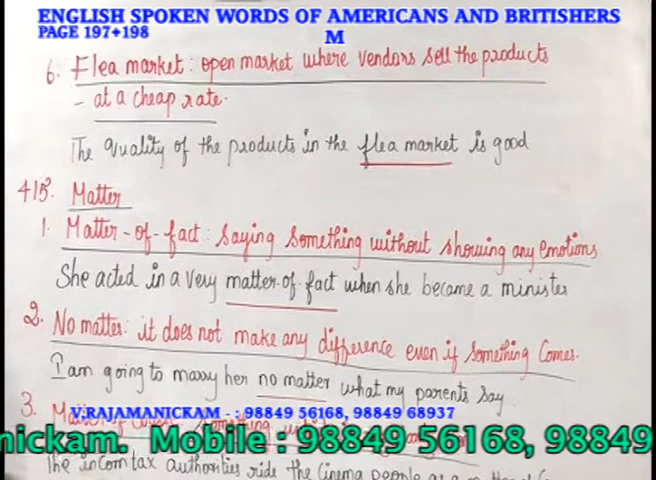 ENGLISH SPOKEN WORDS OF AMERICANS AND BRITISHERS
PAGE 197+198
M
6. Flea market: open market where vendors sell the products
- at a cheap rate.
The quality of the products in the flea market is good
415. Matter
1. Matter-of-fact: saying something without showing any emotions
She acted in a very matter-of-fact when she became a minister
2. No matter: it does not make any difference even if something comes.
I am going to marry her no matter what my parents say.
3.
V.RAJAMANICKAM - : 98849 56168, 98849 68937
nickam. Mobile : 98849 56168, 98849
The incomtax authorities ride the cinema people as a